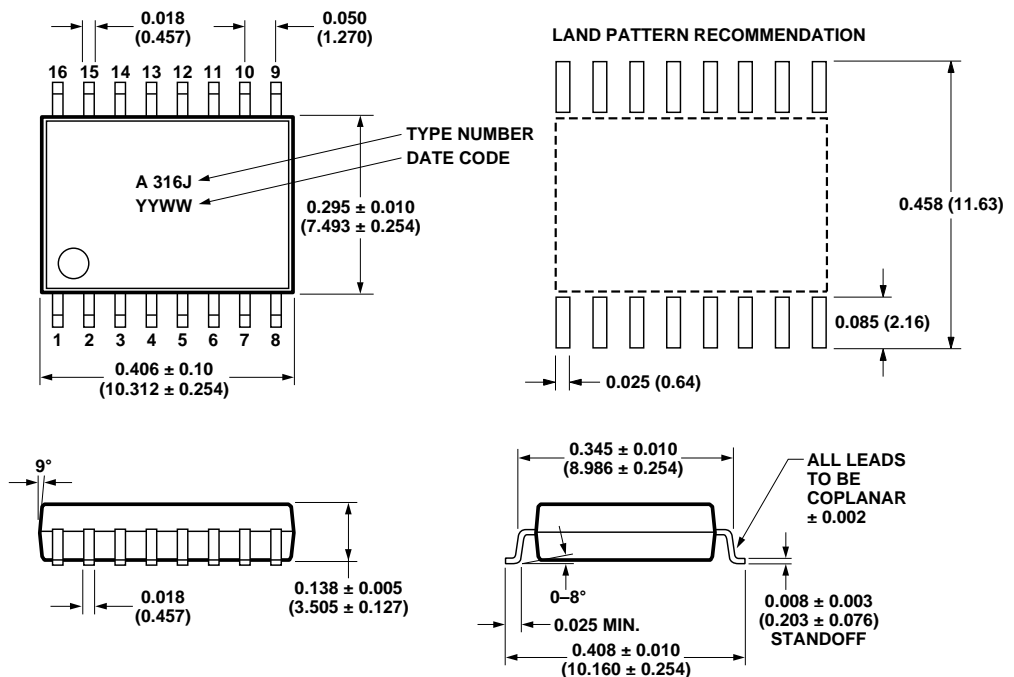 0.018
(0.457)
0.050
(1.270)
16 15 14 13 12 11 10 9
TYPE NUMBER
DATE CODE
A 316J
YYWW
0.295 ± 0.010
(7.493 ± 0.254)
1 2 3 4 5 6 7 8
0.406 ± 0.10
(10.312 ± 0.254)
LAND PATTERN RECOMMENDATION
0.458 (11.63)
0.085 (2.16)
0.025 (0.64)
9°
0.018
(0.457)
0.138 ± 0.005
(3.505 ± 0.127)
0.345 ± 0.010
(8.986 ± 0.254)
ALL LEADS
TO BE
COPLANAR
± 0.002
0–8°
0.025 MIN.
0.408 ± 0.010
(10.160 ± 0.254)
0.008 ± 0.003
(0.203 ± 0.076)
STANDOFF